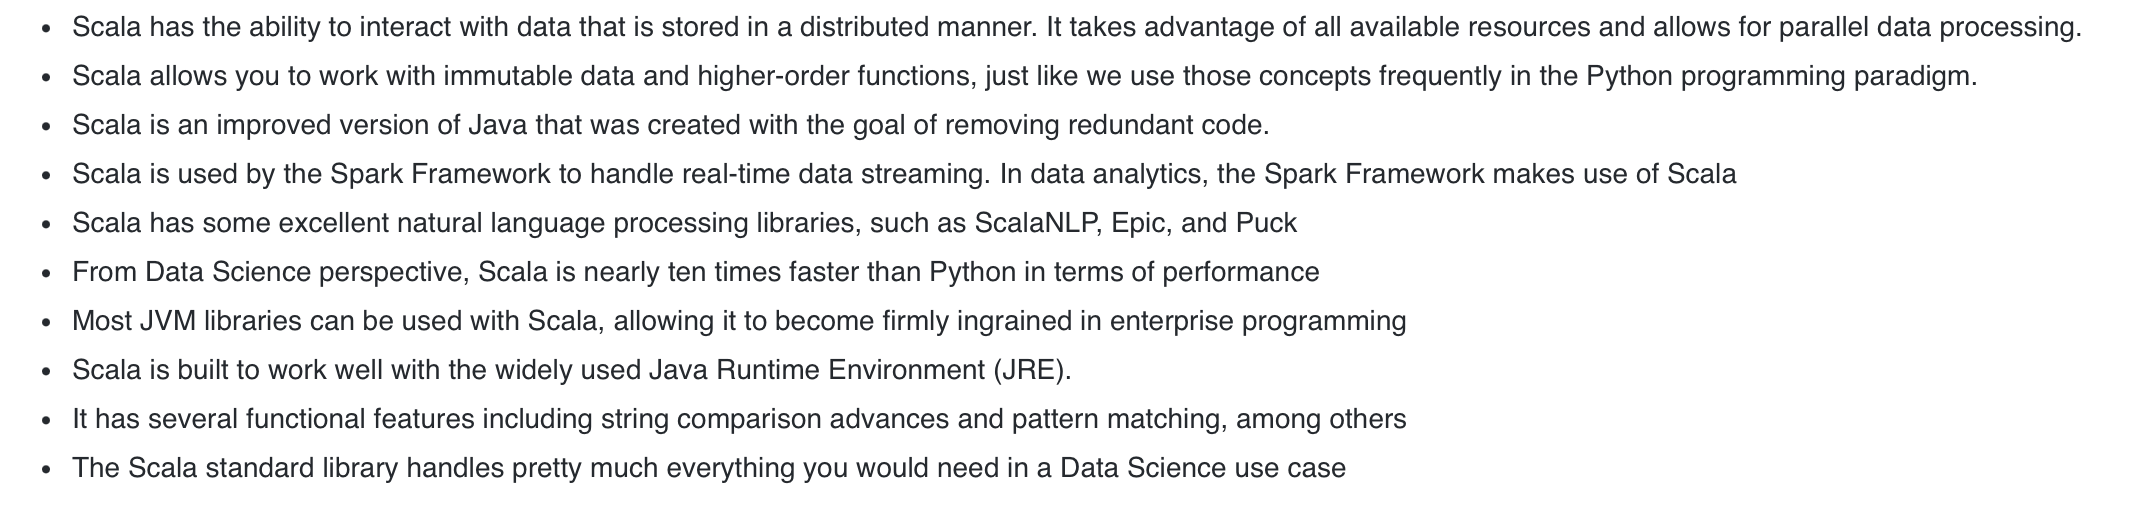 • Scala has the ability to interact with data that is stored in a distributed manner. It takes advantage of all available resources and allows for parallel data processing.
• Scala allows you to work with immutable data and higher-order functions, just like we use those concepts frequently in the Python programming paradigm.
• Scala is an improved version of Java that was created with the goal of removing redundant code.
• Scala is used by the Spark Framework to handle real-time data streaming. In data analytics, the Spark Framework makes use of Scala
• Scala has some excellent natural language processing libraries, such as ScalaNLP, Epic, and Puck
• From Data Science perspective, Scala is nearly ten times faster than Python in terms of performance
• Most JVM libraries can be used with Scala, allowing it to become firmly ingrained in enterprise programming
• Scala is built to work well with the widely used Java Runtime Environment (JRE).
• It has several functional features including string comparison advances and pattern matching, among others
• The Scala standard library handles pretty much everything you would need in a Data Science use case